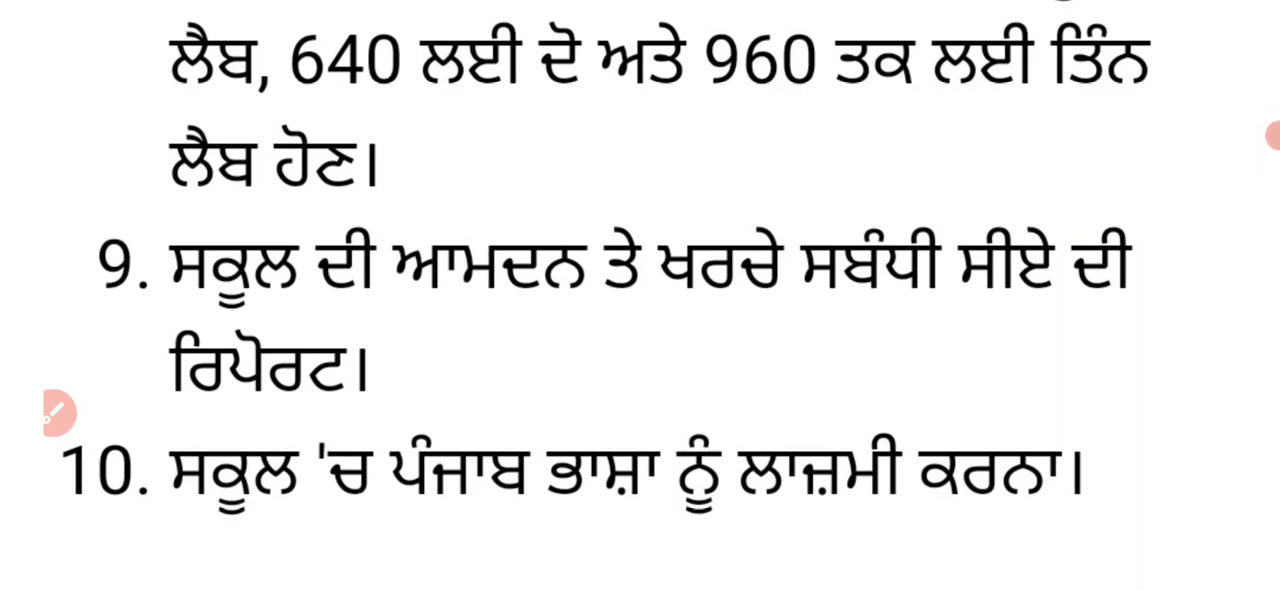 ਲੈਬ, 640 ਲਈ ਦੋ ਅਤੇ 960 ਤਕ ਲਈ ਤਿੰਨ
ਲੈਬ ਹੋਣ।
9. ਸਕੂਲ ਦੀ ਆਮਦਨ ਤੇ ਖਰਚੇ ਸਬੰਧੀ ਸੀਏ ਦੀ
ਰਿਪੋਰਟ।
10. ਸਕੂਲ 'ਚ ਪੰਜਾਬ ਭਾਸ਼ਾ ਨੂੰ ਲਾਜ਼ਮੀ ਕਰਨਾ।